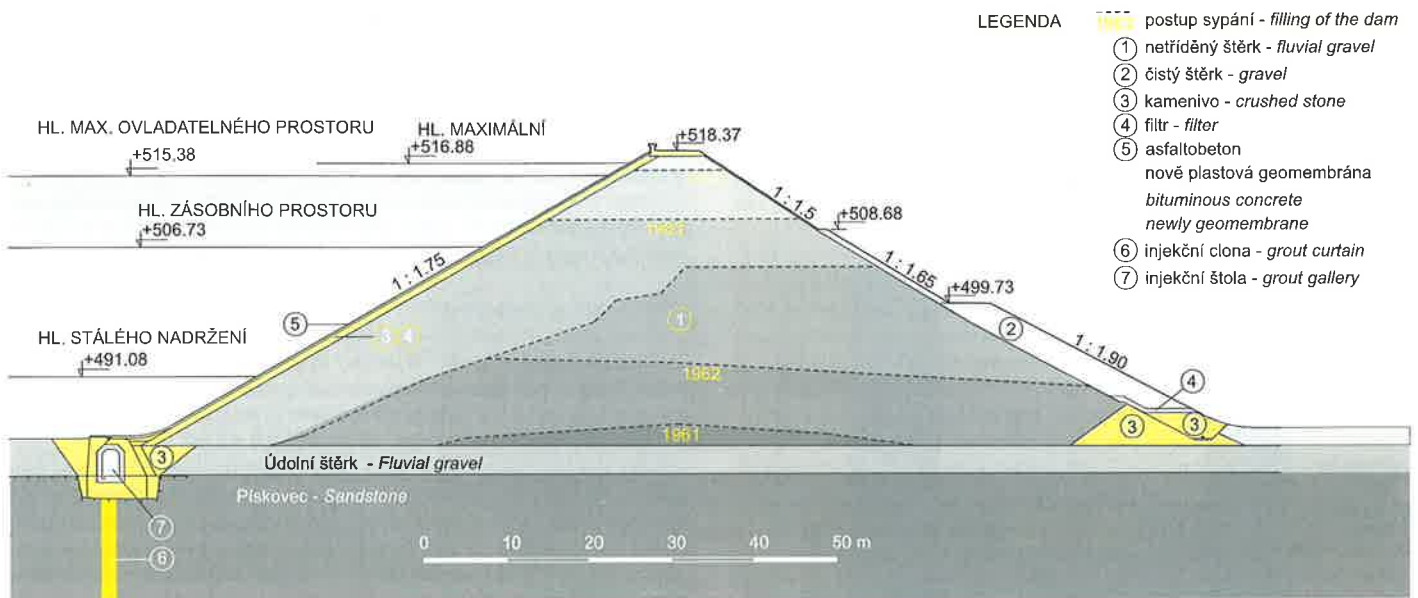 LEGENDA
postup sypání - filling of the dam
① netříděný štěrk - fluvial gravel
② čistý štěrk - gravel
③ kamenivo - crushed stone
④ filtr - filter
⑤ asfaltobeton
nově plastová geomembrána
bituminous concrete
newly geomembrane
⑥ injekční clona - grout curtain
⑦ injekční štola - grout gallery
HL. MAX. OVLADATELNÉHO PROSTORU
+515.38
HL. MAXIMÁLNÍ
+516.88
+518.37
HL. ZÁSOBNÍHO PROSTORU
+506.73
1 : 1.5
+508.68
1 : 1.75
1 : 1.65
+499.73
⑤
③ ④
①
②
1 : 1.90
HL. STÁLÉHO NADRŽENÍ
+491.08
1962
④
③
③
1961
③
Údolní štěrk - Fluvial gravel
Pískovec - Sandstone
⑦
⑥
0 10 20 30 40 50 m